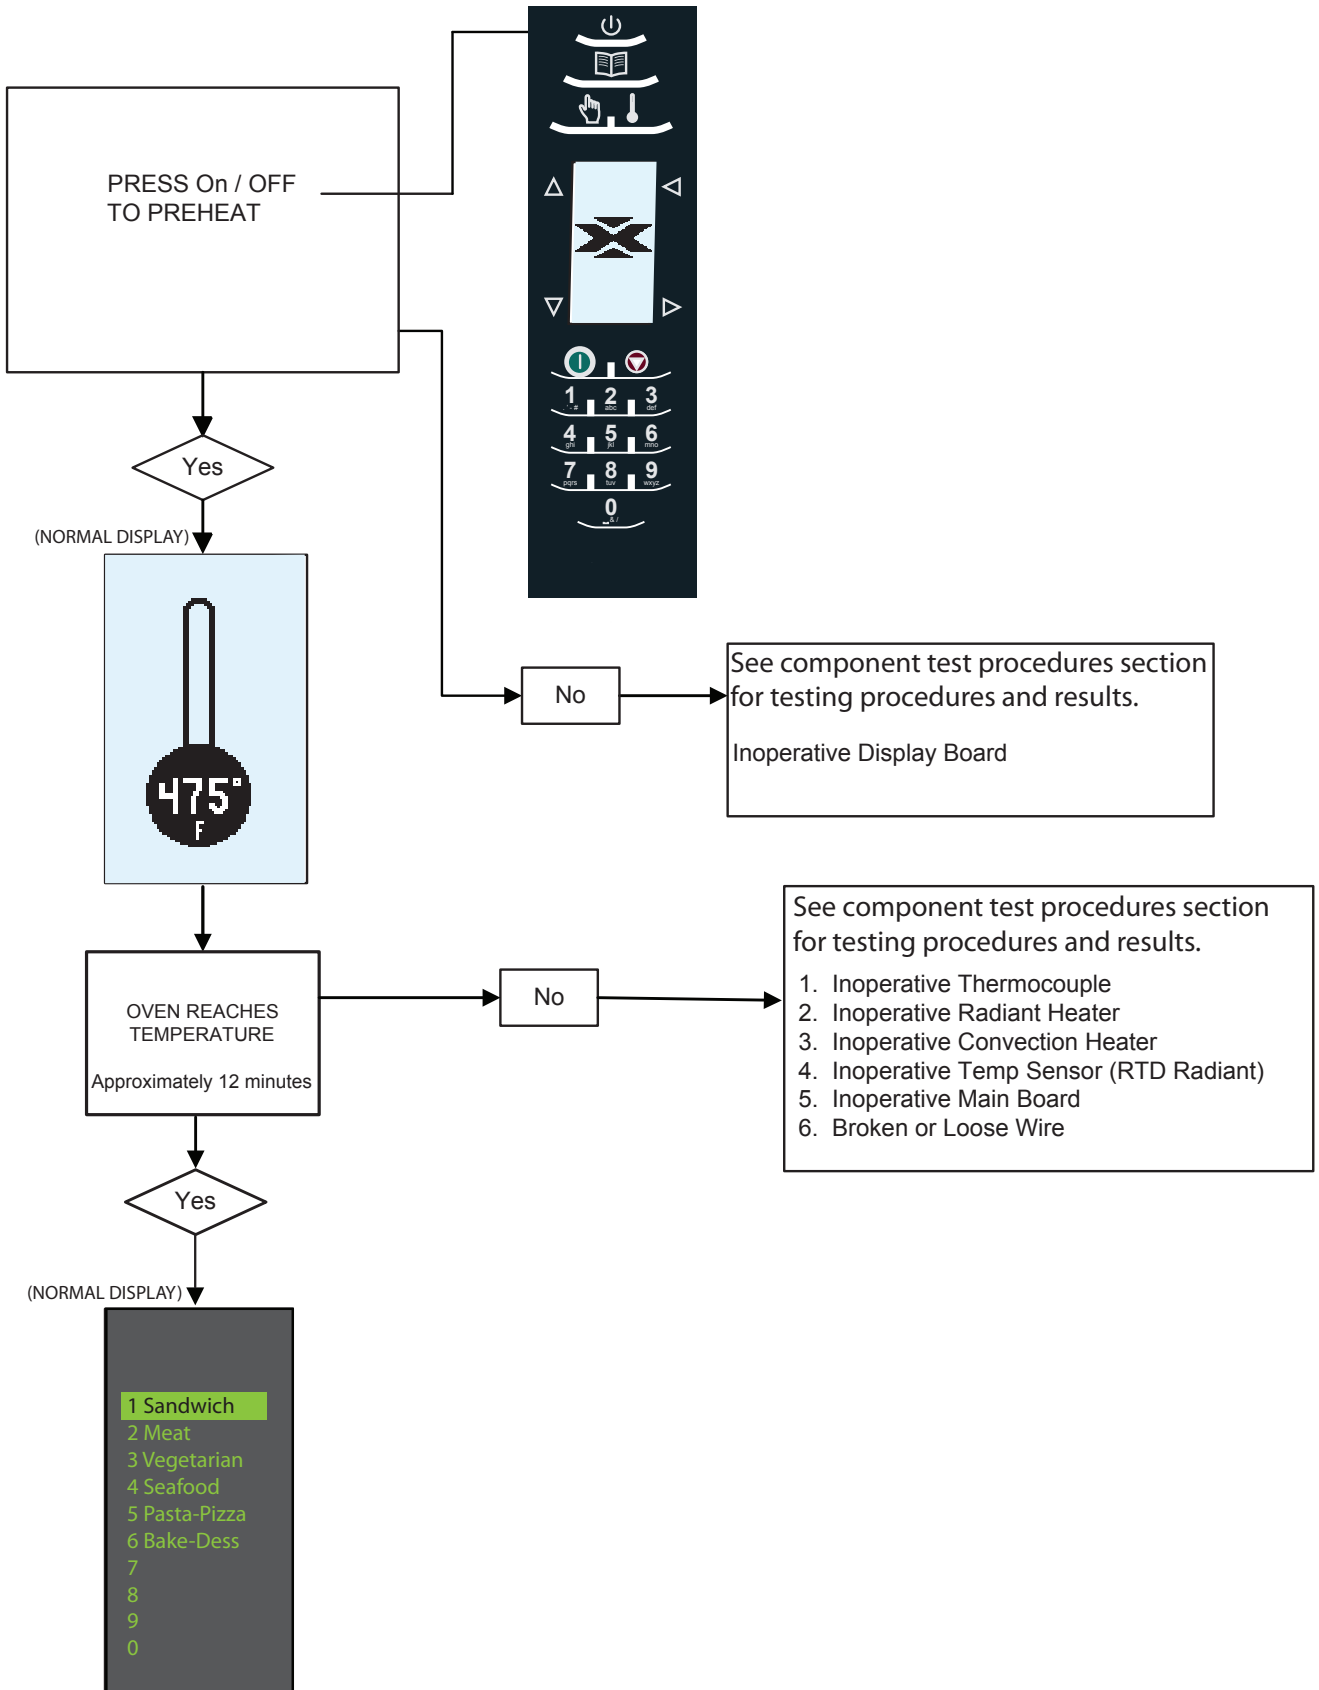 PRESS On / OFF
TO PREHEAT
1 2 3
. ' - # abc def
4 5 6
ghi jkl mno
7 8 9
pqrs tuv wxyz
0
& /
Yes
(NORMAL DISPLAY)
475°
F
No
See component test procedures section
for testing procedures and results.
Inoperative Display Board
OVEN REACHES
TEMPERATURE
Approximately 12 minutes
No
See component test procedures section
for testing procedures and results.
1. Inoperative Thermocouple
2. Inoperative Radiant Heater
3. Inoperative Convection Heater
4. Inoperative Temp Sensor (RTD Radiant)
5. Inoperative Main Board
6. Broken or Loose Wire
Yes
(NORMAL DISPLAY)
1 Sandwich
2 Meat
3 Vegetarian
4 Seafood
5 Pasta-Pizza
6 Bake-Dess
7
8
9
0